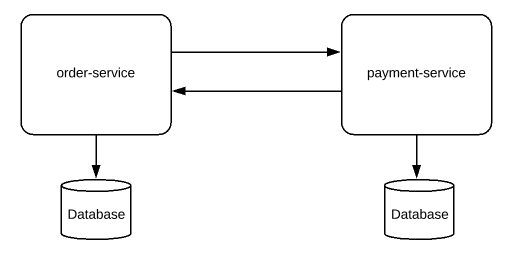 order-service
payment-service
Database
Database